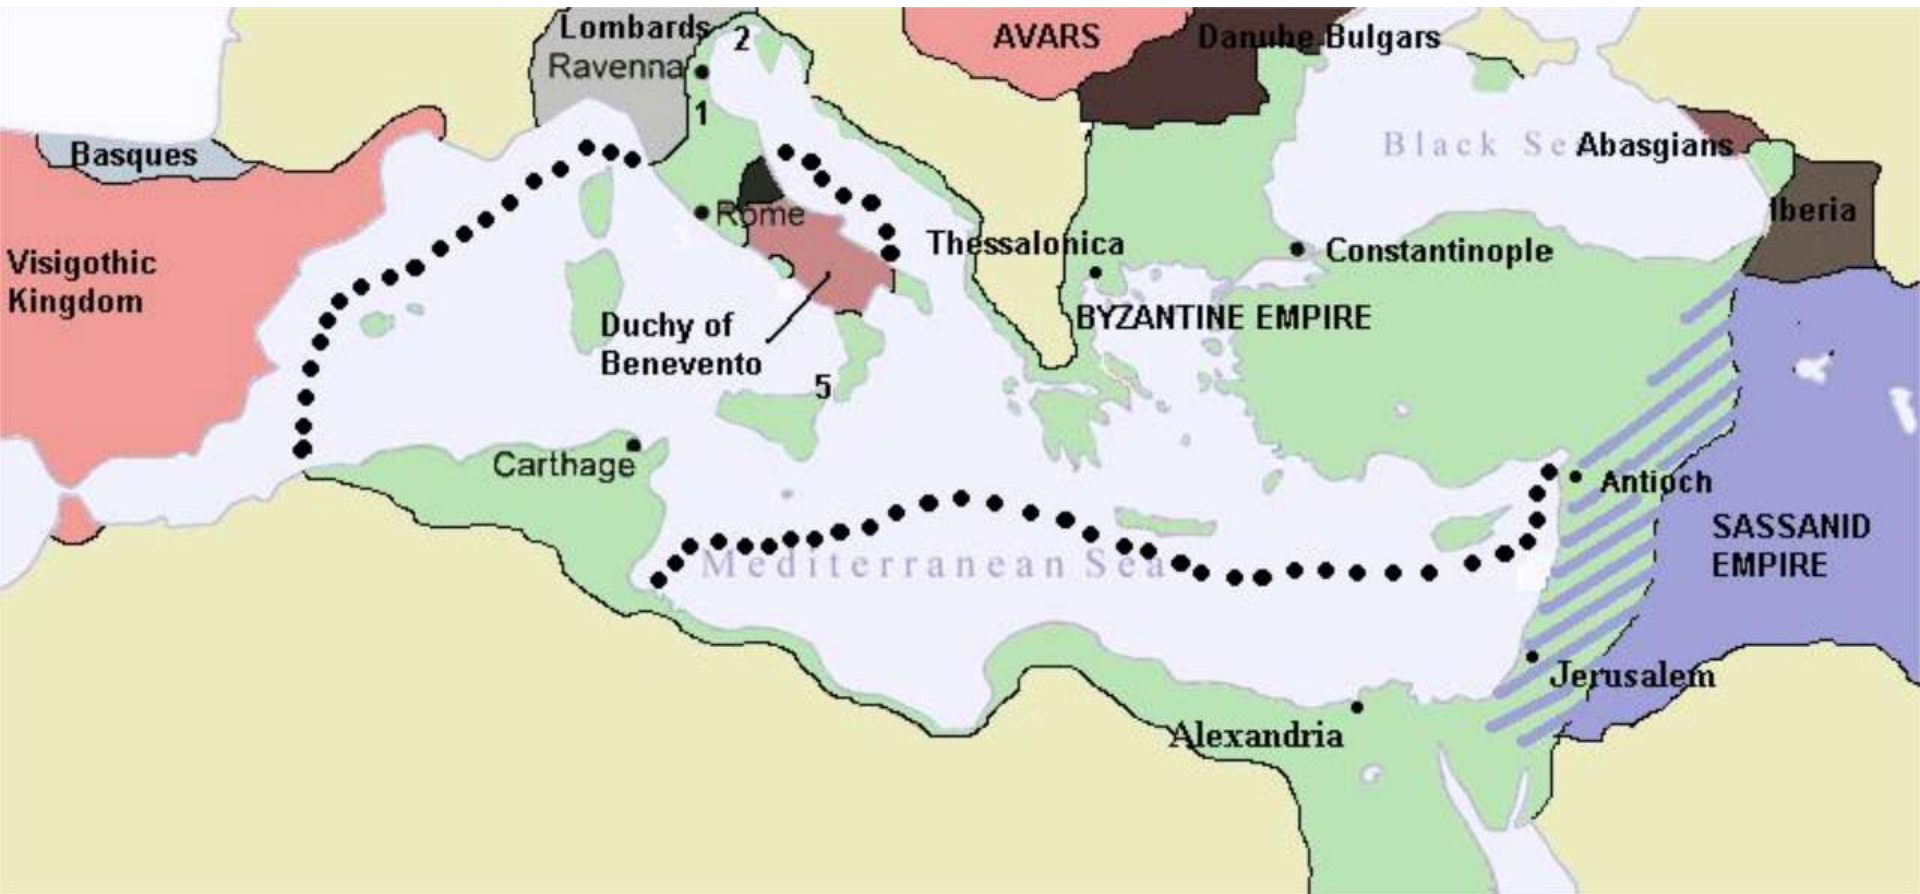 Lombards
2
AVARS
Danube Bulgars
Ravenna
1
Black Sea
Abasgians
Basques
Rome
Iberia
3
Thessalonica
Constantinople
Visigothic
Kingdom
BYZANTINE EMPIRE
Duchy of
Benevento
5
Carthage
Antioch
SASSANID
EMPIRE
Mediterranean Sea
Jerusalem
Alexandria